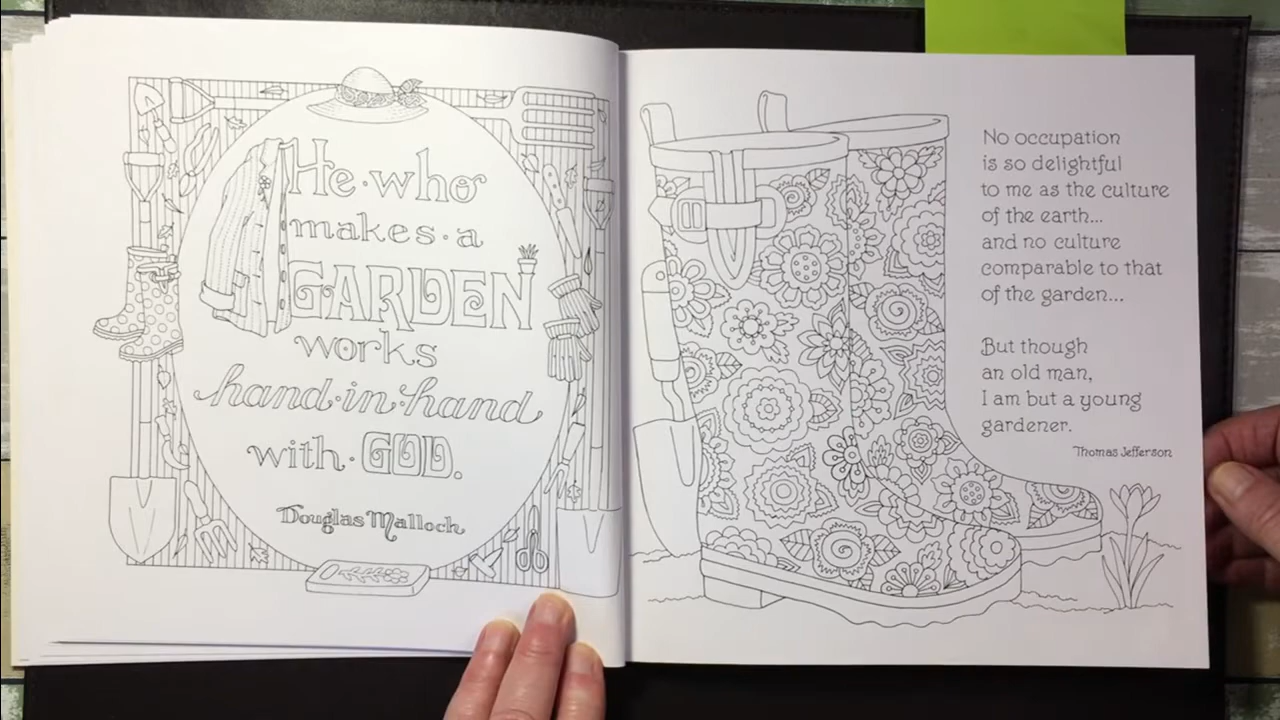 He·who
makes·a
GARDEN
works
hand·in·hand
with·GOD.
Douglas Malloch
No occupation
is so delightful
to me as the culture
of the earth...
and no culture
comparable to that
of the garden...
But though
an old man,
I am but a young
gardener.
Thomas Jefferson